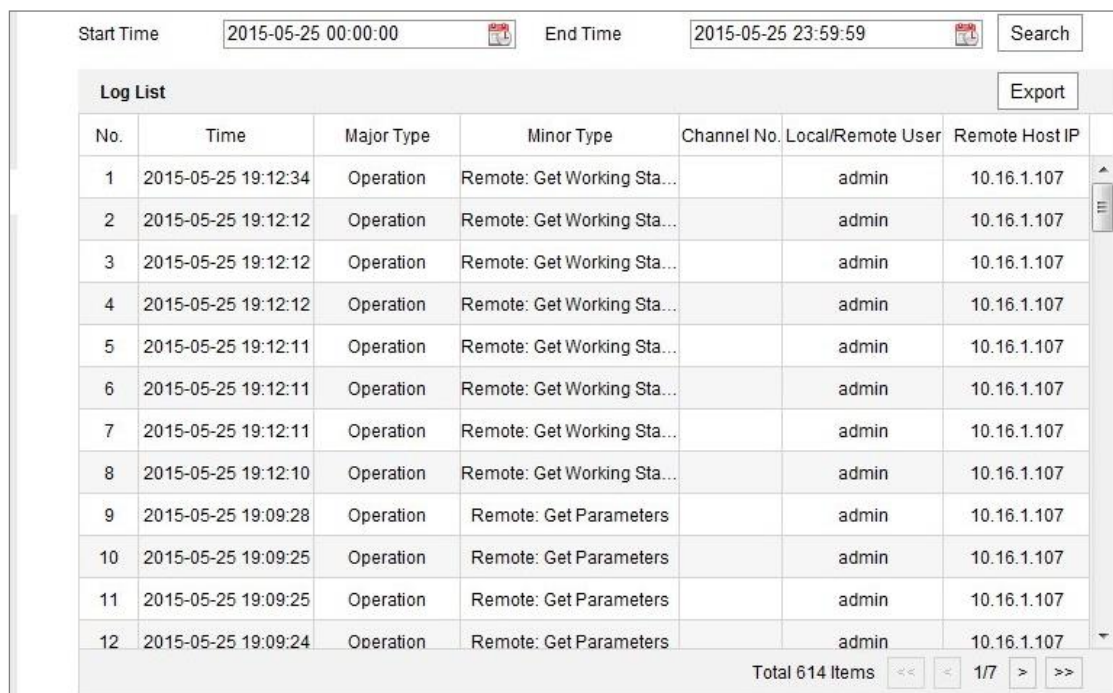 Start Time 2015-05-25 00:00:00 End Time 2015-05-25 23:59:59 Search
Log List Export
No. Time Major Type Minor Type Channel No. Local/Remote User Remote Host IP
1 2015-05-25 19:12:34 Operation Remote: Get Working Sta... admin 10.16.1.107
2 2015-05-25 19:12:12 Operation Remote: Get Working Sta... admin 10.16.1.107
3 2015-05-25 19:12:12 Operation Remote: Get Working Sta... admin 10.16.1.107
4 2015-05-25 19:12:12 Operation Remote: Get Working Sta... admin 10.16.1.107
5 2015-05-25 19:12:11 Operation Remote: Get Working Sta... admin 10.16.1.107
6 2015-05-25 19:12:11 Operation Remote: Get Working Sta... admin 10.16.1.107
7 2015-05-25 19:12:11 Operation Remote: Get Working Sta... admin 10.16.1.107
8 2015-05-25 19:12:10 Operation Remote: Get Working Sta... admin 10.16.1.107
9 2015-05-25 19:09:28 Operation Remote: Get Parameters admin 10.16.1.107
10 2015-05-25 19:09:25 Operation Remote: Get Parameters admin 10.16.1.107
11 2015-05-25 19:09:25 Operation Remote: Get Parameters admin 10.16.1.107
12 2015-05-25 19:09:24 Operation Remote: Get Parameters admin 10.16.1.107
Total 614 Items << < 1/7 > >>